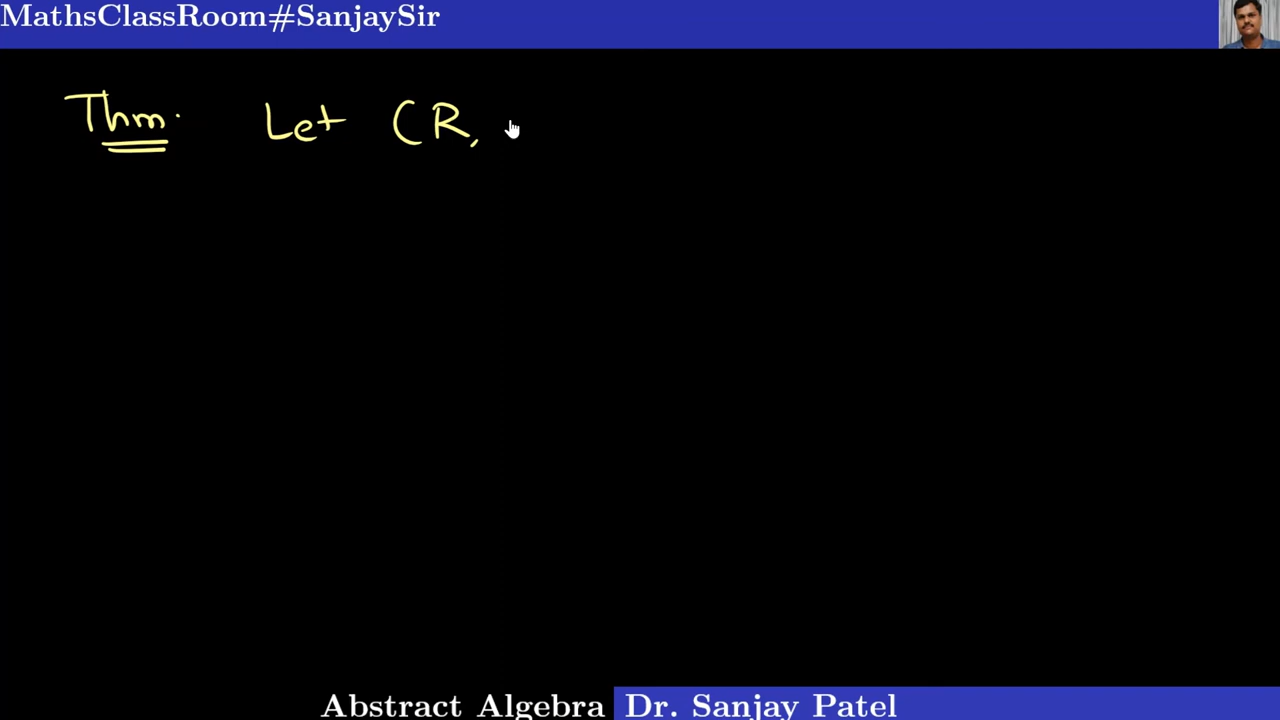 MathsClassRoom#SanjaySir
Thm. Let (R,
Abstract Algebra Dr. Sanjay Patel